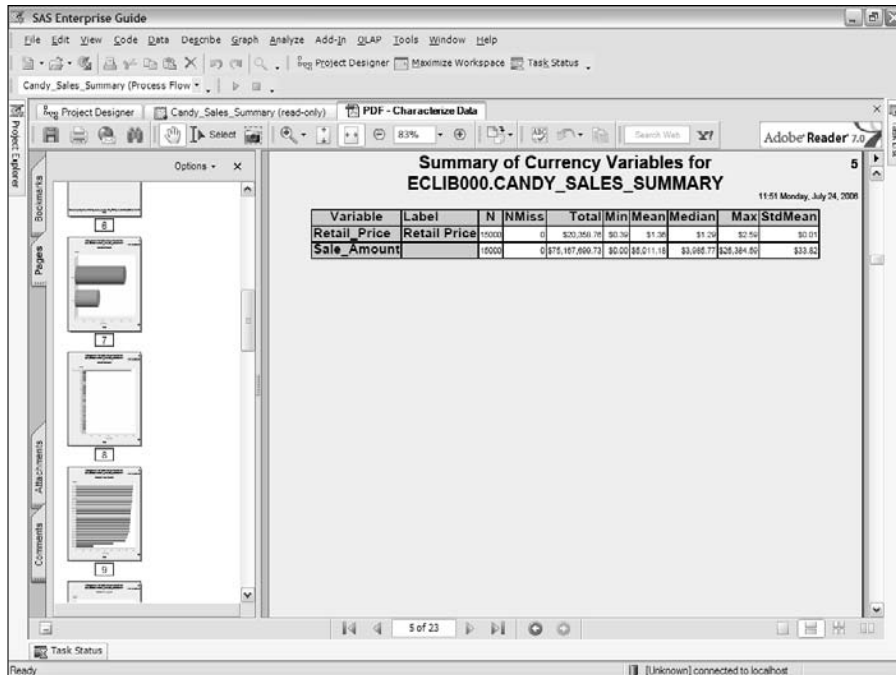 SAS Enterprise Guide
File Edit View Code Data Describe Graph Analyze Add-In OLAP Tools Window Help
Project Designer Maximize Workspace Task Status
Candy_Sales_Summary (Process Flow
Project Designer Candy_Sales_Summary (read-only) PDF - Characterize Data
Project Explorer
Select 83% Search Web Y! Adobe Reader 7.0
Options
Bookmarks
Pages
Attachments
Comments
6
7
8
9
Summary of Currency Variables for 5
ECLIB000.CANDY_SALES_SUMMARY
11:51 Monday, July 24, 2006
Variable Label N NMiss Total Min Mean Median Max StdMean
Retail_Price Retail Price 15000 0 $20,358.76 $0.39 $1.36 $1.29 $2.59 $0.01
Sale_Amount 15000 0 $75,167,699.73 $0.00 $5,011.18 $3,985.77 $25,384.59 $33.82
5 of 23
Task Status
Ready [Unknown] connected to localhost